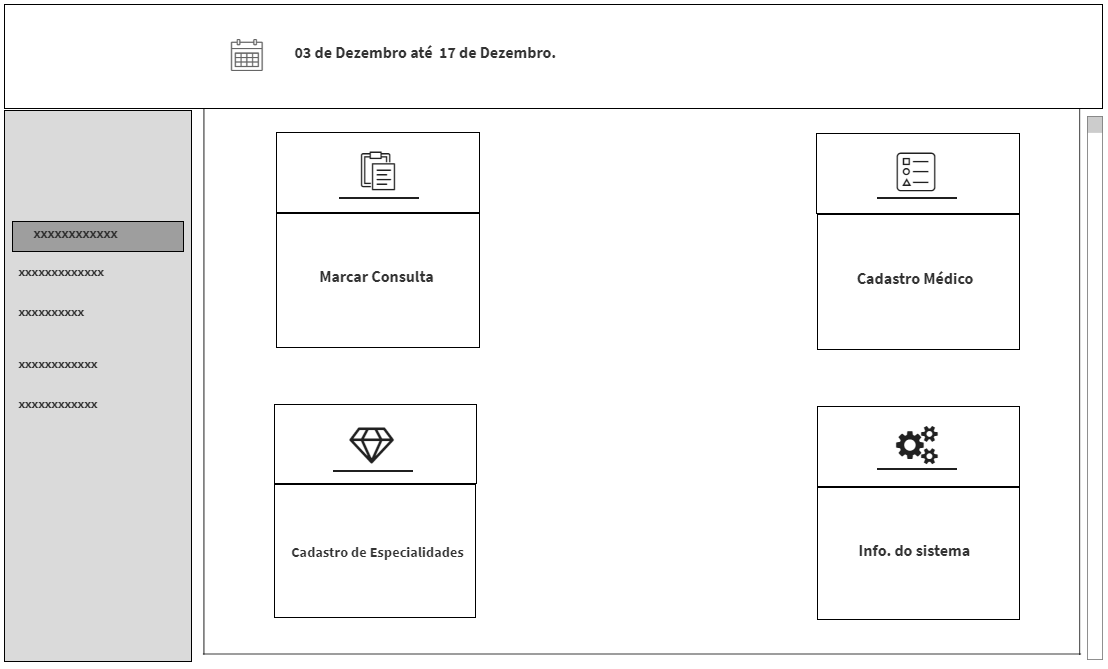 03 de Dezembro até  17 de Dezembro.
xxxxxxxxxxxx
xxxxxxxxxxxxx
xxxxxxxxxx
xxxxxxxxxxxx
xxxxxxxxxxxx
Marcar Consulta
Cadastro Médico
Cadastro de Especialidades
Info. do sistema